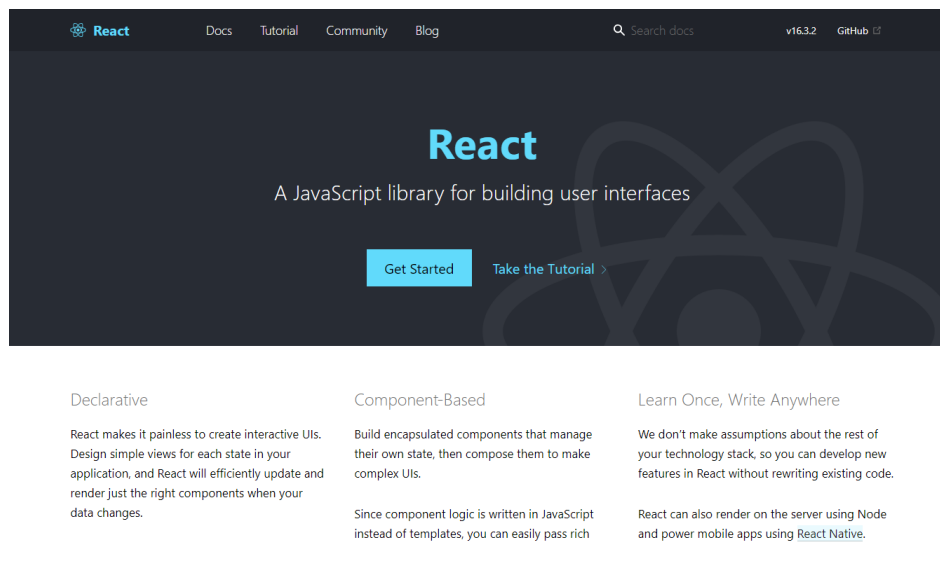 React
Docs
Tutorial
Community
Blog
Search docs
v16.3.2
GitHub
React
A JavaScript library for building user interfaces
Get Started
Take the Tutorial
Declarative
React makes it painless to create interactive UIs.
Design simple views for each state in your
application, and React will efficiently update and
render just the right components when your
data changes.
Component-Based
Build encapsulated components that manage
their own state, then compose them to make
complex UIs.
Since component logic is written in JavaScript
instead of templates, you can easily pass rich
Learn Once, Write Anywhere
We don't make assumptions about the rest of
your technology stack, so you can develop new
features in React without rewriting existing code.
React can also render on the server using Node
and power mobile apps using React Native.